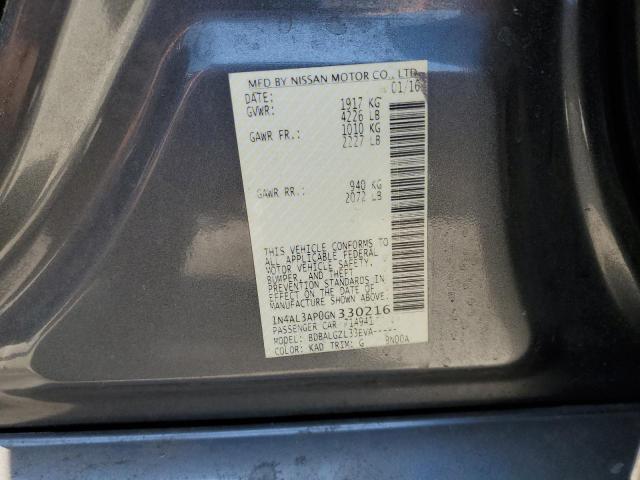 MFD BY NISSAN MOTOR CO., LTD
DATE: 01/16
GVWR: 1917 KG
4226 LB
GAWR FR.: 1010 KG
2227 LB
GAWR RR.: 940 KG
2072 LB
THIS VEHICLE CONFORMS TO
ALL APPLICABLE FEDERAL
MOTOR VEHICLE SAFETY,
BUMPER, AND THEFT
PREVENTION STANDARDS IN
EFFECT ON THE DATE OF
MANUFACTURE SHOWN ABOVE.
1N4AL3AP0GN330216
PASSENGER CAR 14941
MODEL: BDBALGZL33EVA-----
COLOR: KAD TRIM: G 9N00A